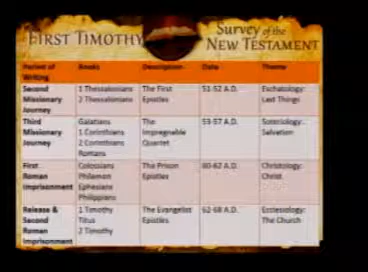 FIRST TIMOTHY
Survey of the
NEW TESTAMENT
Period of Books Description Date Theme
Writing
Second 1 Thessalonians The First 51-52 A.D. Eschatology:
Missionary 2 Thessalonians Epistles Last Things
Journey
Third Galatians The 53-57 A.D. Soteriology:
Missionary 1 Corinthians Impregnable Salvation
Journey 2 Corinthians Quartet
Romans
First Colossians The Prison 60-62 A.D. Christology:
Roman Philemon Epistles Christ
Imprisonment Ephesians
Philippians
Release & 1 Timothy The Evangelist 62-68 A.D. Ecclesiology:
Second Titus Epistles The Church
Roman 2 Timothy
Imprisonment